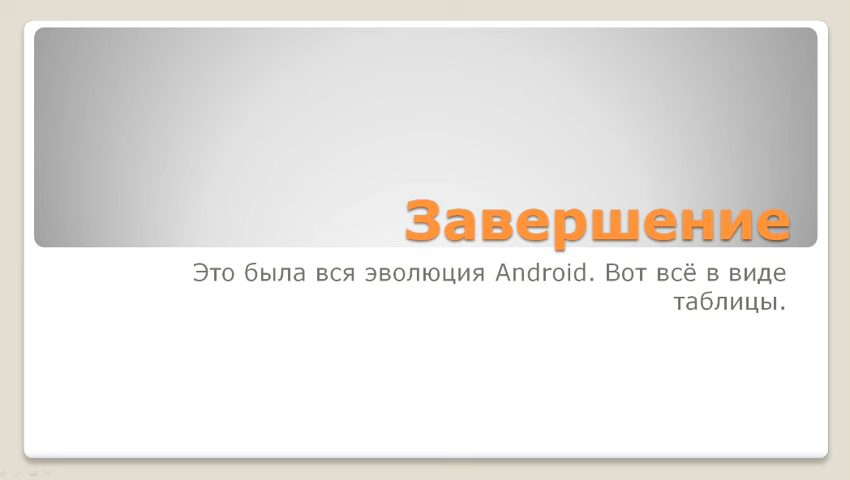 Завершение
Это была вся эволюция Android. Вот всё в виде
таблицы.